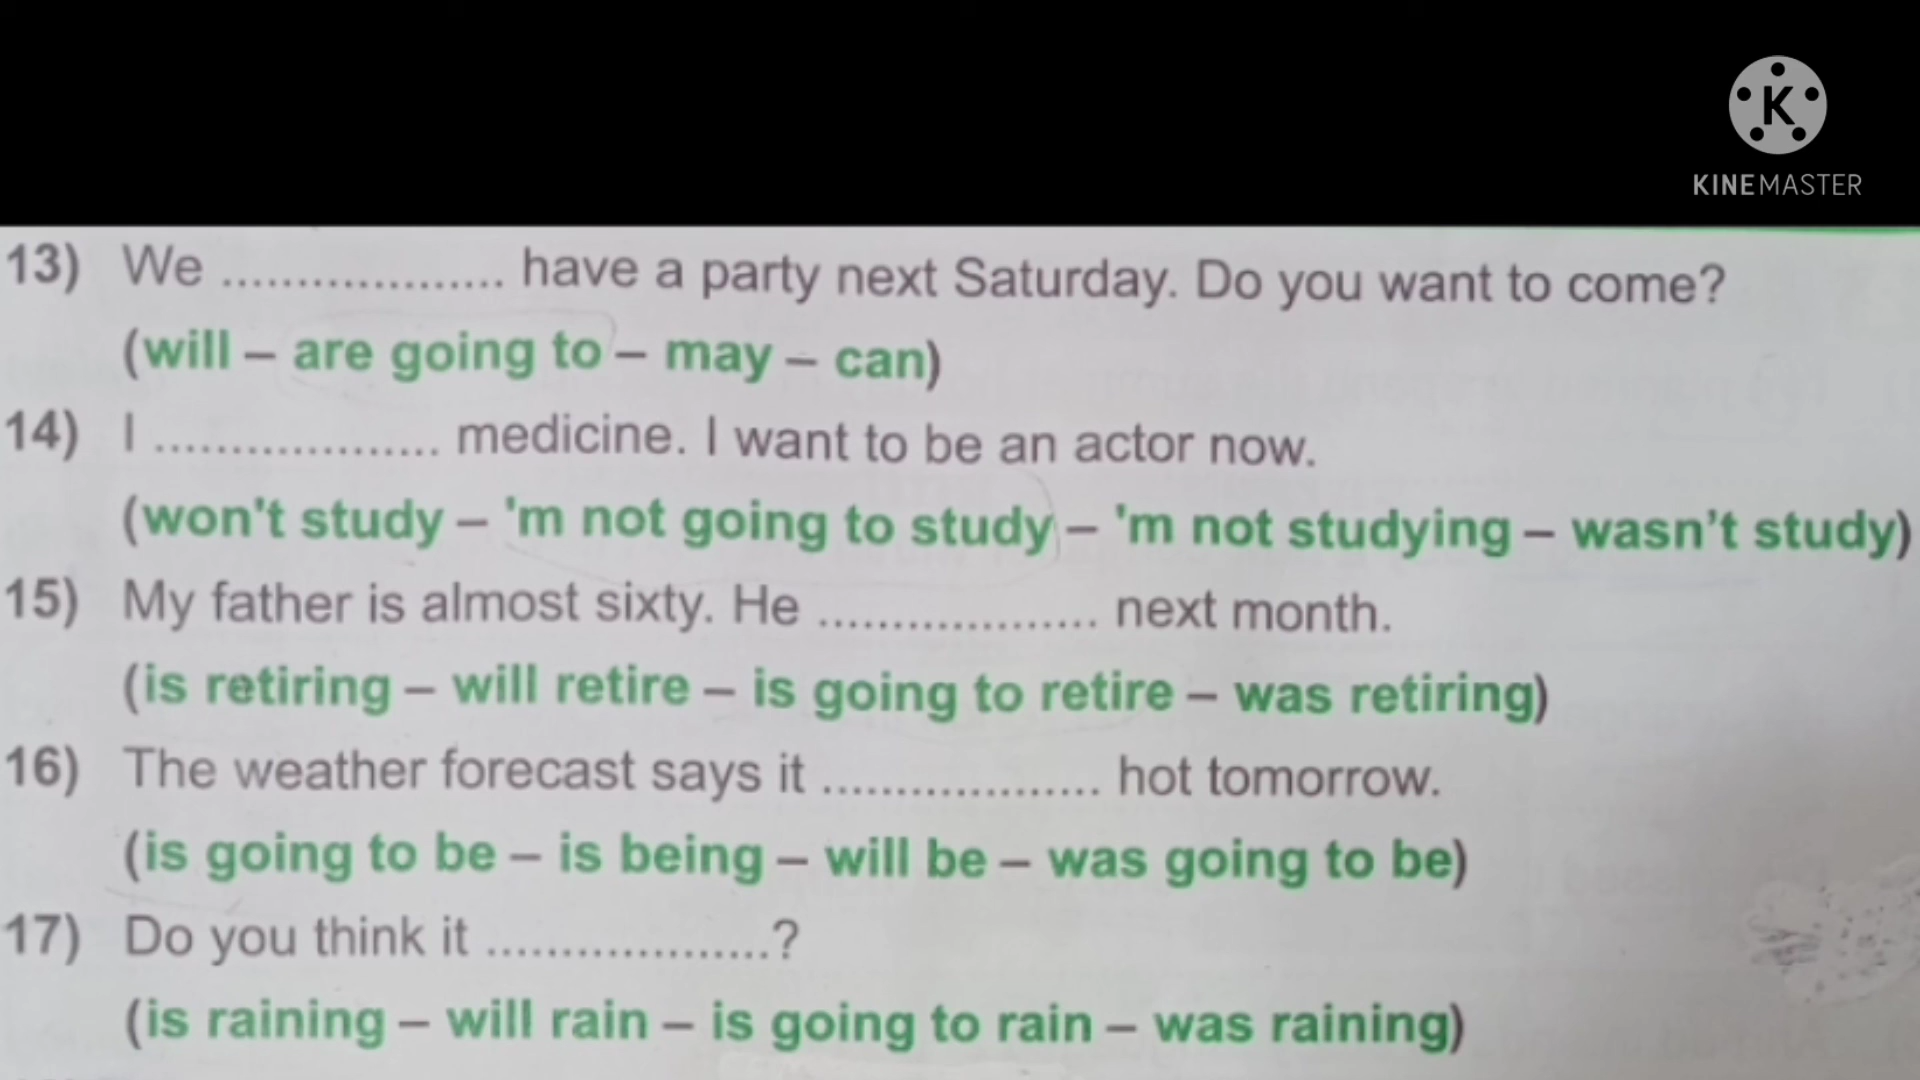 KINEMASTER
13) We ................... have a party next Saturday. Do you want to come?
(will – are going to – may – can)
14) I ................... medicine. I want to be an actor now.
(won't study – 'm not going to study – 'm not studying – wasn't study)
15) My father is almost sixty. He ................... next month.
(is retiring – will retire – is going to retire – was retiring)
16) The weather forecast says it ................... hot tomorrow.
(is going to be – is being – will be – was going to be)
17) Do you think it ...................?
(is raining – will rain – is going to rain – was raining)